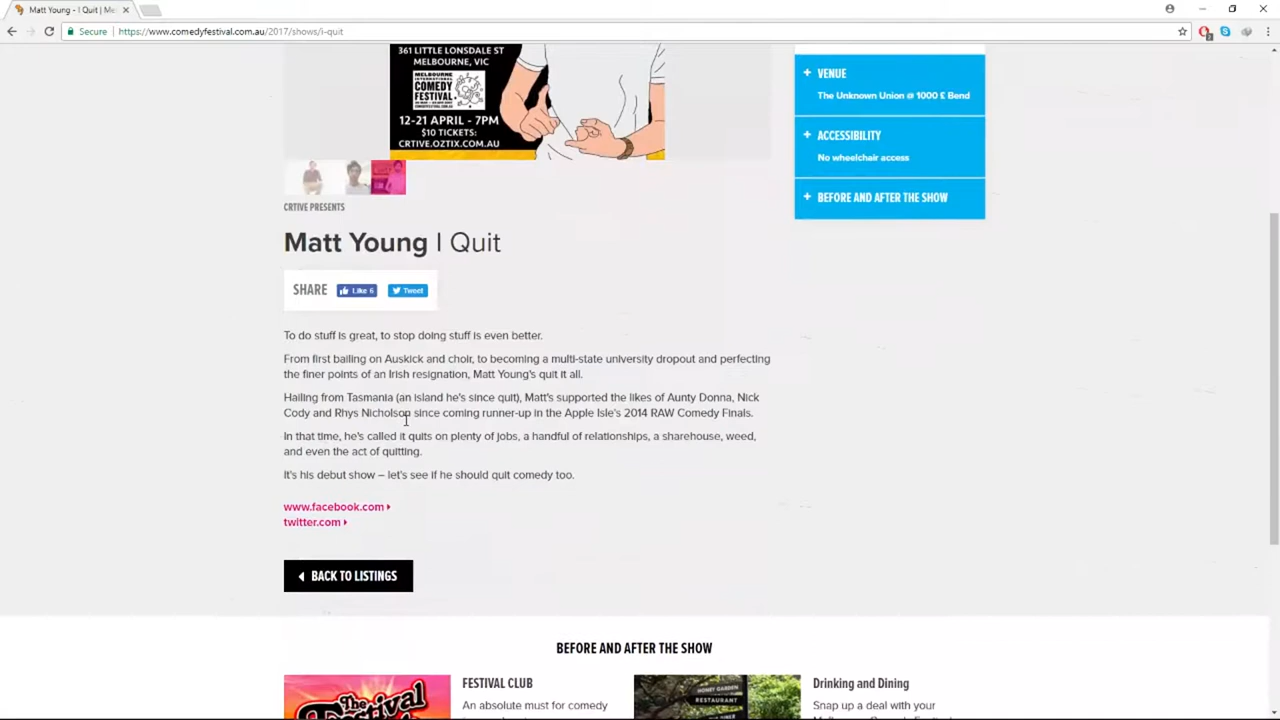 Matt Young - I Quit | Me
Secure
https://www.comedyfestival.com.au/2017/shows/i-quit
361 LITTLE LONSDALE ST
MELBOURNE, VIC
MELBOURNE
INTERNATIONAL
COMEDY
FESTIVAL
12-21 APRIL - 7PM
$10 TICKETS:
CRTIVE.OZTIX.COM.AU
+ VENUE
The Unknown Union @ 1000 £ Bend
+ ACCESSIBILITY
No wheelchair access
+ BEFORE AND AFTER THE SHOW
CRTIVE PRESENTS
Matt Young | I Quit
SHARE
Like 6
Tweet
To do stuff is great, to stop doing stuff is even better.
From first bailing on Auskick and choir, to becoming a multi-state university dropout and perfecting
the finer points of an Irish resignation, Matt Young's quit it all.
Hailing from Tasmania (an island he's since quit), Matt's supported the likes of Aunty Donna, Nick
Cody and Rhys Nicholson since coming runner-up in the Apple Isle's 2014 RAW Comedy Finals.
In that time, he's called it quits on plenty of jobs, a handful of relationships, a sharehouse, weed,
and even the act of quitting.
It's his debut show – let's see if he should quit comedy too.
www.facebook.com
twitter.com
BACK TO LISTINGS
BEFORE AND AFTER THE SHOW
The Festival
FESTIVAL CLUB
An absolute must for comedy
HONEY GARDEN
RESTAURANT
Drinking and Dining
Snap up a deal with your